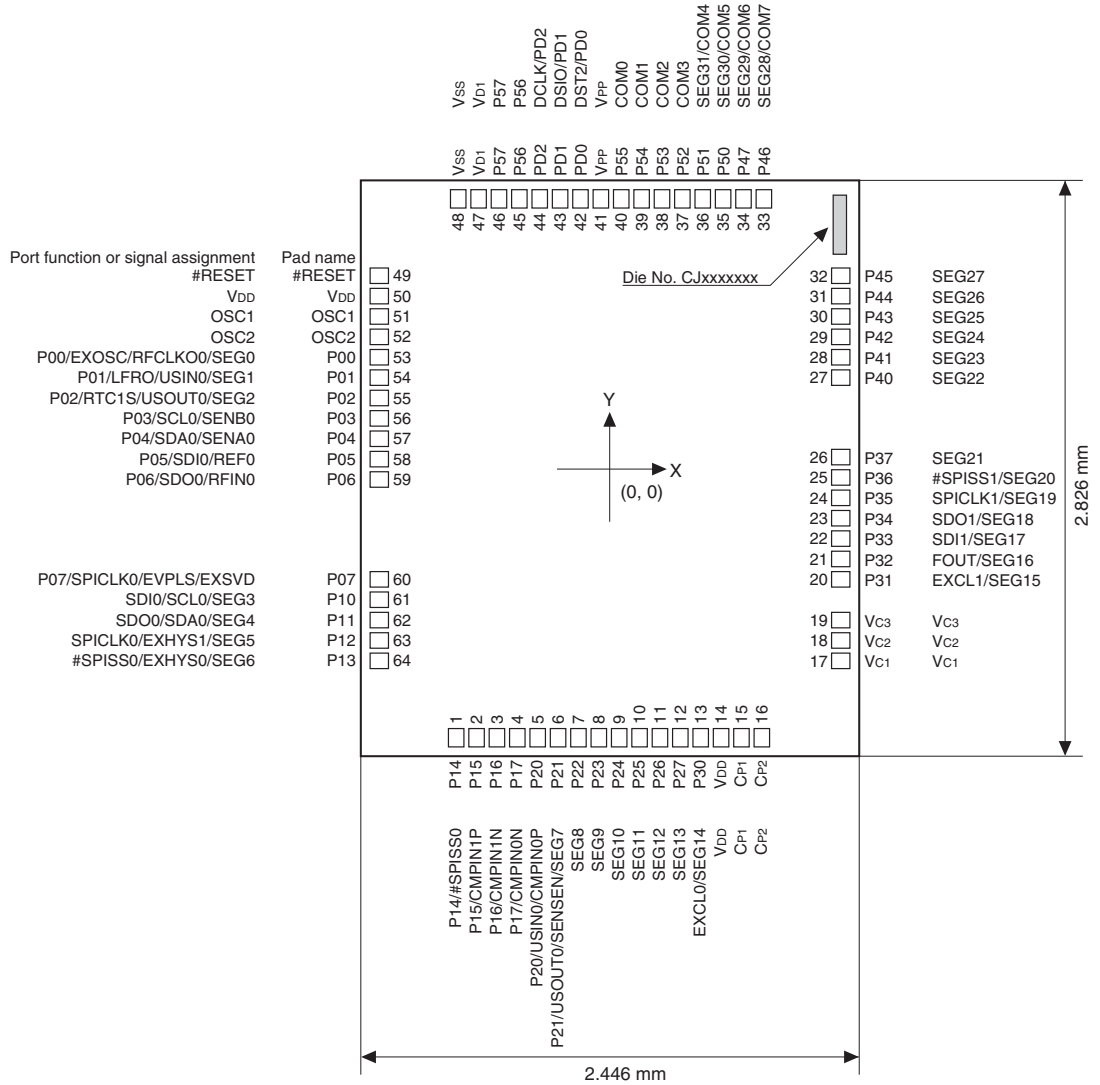 VSS VD1 P57 P56 DCLK/PD2 DSIO/PD1 DST2/PD0 VPP COM0 COM1 COM2 COM3 SEG31/COM4 SEG30/COM5 SEG29/COM6 SEG28/COM7
VSS VD1 P57 P56 PD2 PD1 PD0 VPP P55 P54 P53 P52 P51 P50 P47 P46
48 47 46 45 44 43 42 41 40 39 38 37 36 35 34 33
Port function or signal assignment Pad name
#RESET #RESET 49
VDD VDD 50
OSC1 OSC1 51
OSC2 OSC2 52
P00/EXOSC/RFCLKO0/SEG0 P00 53
P01/LFRO/USIN0/SEG1 P01 54
P02/RTC1S/USOUT0/SEG2 P02 55
P03/SCL0/SENB0 P03 56
P04/SDA0/SENA0 P04 57
P05/SDI0/REF0 P05 58
P06/SDO0/RFIN0 P06 59
P07/SPICLK0/EVPLS/EXSVD P07 60
SDI0/SCL0/SEG3 P10 61
SDO0/SDA0/SEG4 P11 62
SPICLK0/EXHYS1/SEG5 P12 63
#SPISS0/EXHYS0/SEG6 P13 64
Die No. CJxxxxxxx
Y
X
(0, 0)
32 P45 SEG27
31 P44 SEG26
30 P43 SEG25
29 P42 SEG24
28 P41 SEG23
27 P40 SEG22
26 P37 SEG21
25 P36 #SPISS1/SEG20
24 P35 SPICLK1/SEG19
23 P34 SDO1/SEG18
22 P33 SDI1/SEG17
21 P32 FOUT/SEG16
20 P31 EXCL1/SEG15
19 VC3 VC3
18 VC2 VC2
17 VC1 VC1
2.826 mm
1 2 3 4 5 6 7 8 9 10 11 12 13 14 15 16
P14 P15 P16 P17 P20 P21 P22 P23 P24 P25 P26 P27 P30 VDD CP1 CP2
P14/#SPISS0 P15/CMPIN1P P16/CMPIN1N P17/CMPIN0N P20/USIN0/CMPIN0P P21/USOUT0/SENSEN/SEG7 SEG8 SEG9 SEG10 SEG11 SEG12 SEG13 EXCL0/SEG14 VDD CP1 CP2
2.446 mm